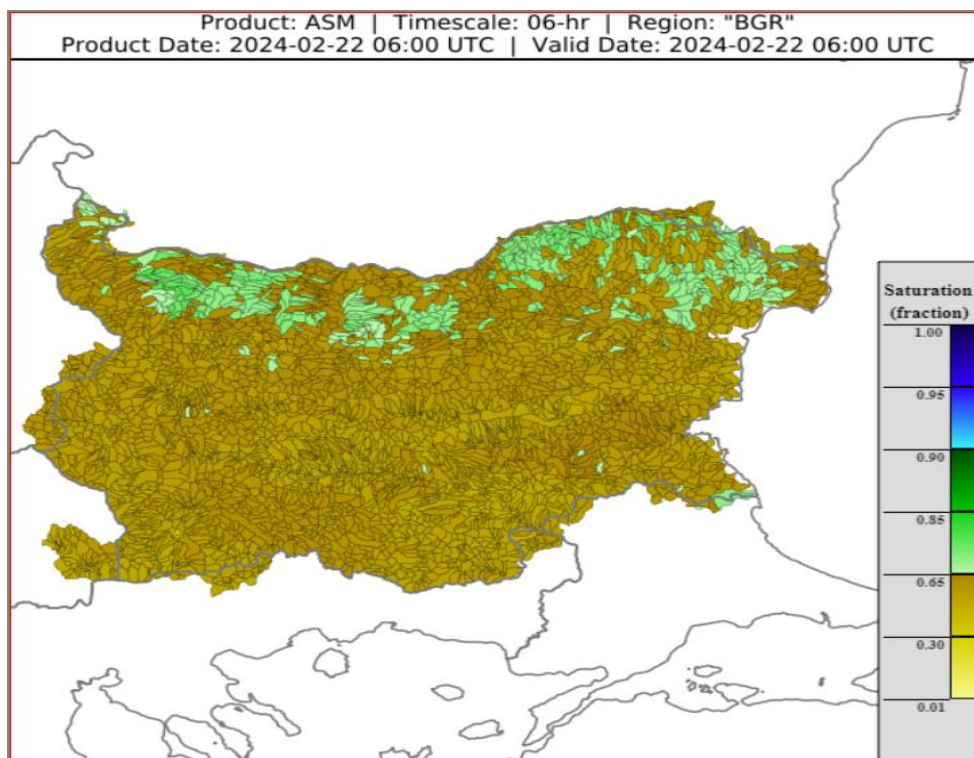 Product: ASM | Timescale: 06-hr | Region: "BGR"
Product Date: 2024-02-22 06:00 UTC | Valid Date: 2024-02-22 06:00 UTC
Saturation
(fraction)
1.00
0.95
0.90
0.85
0.65
0.30
0.01